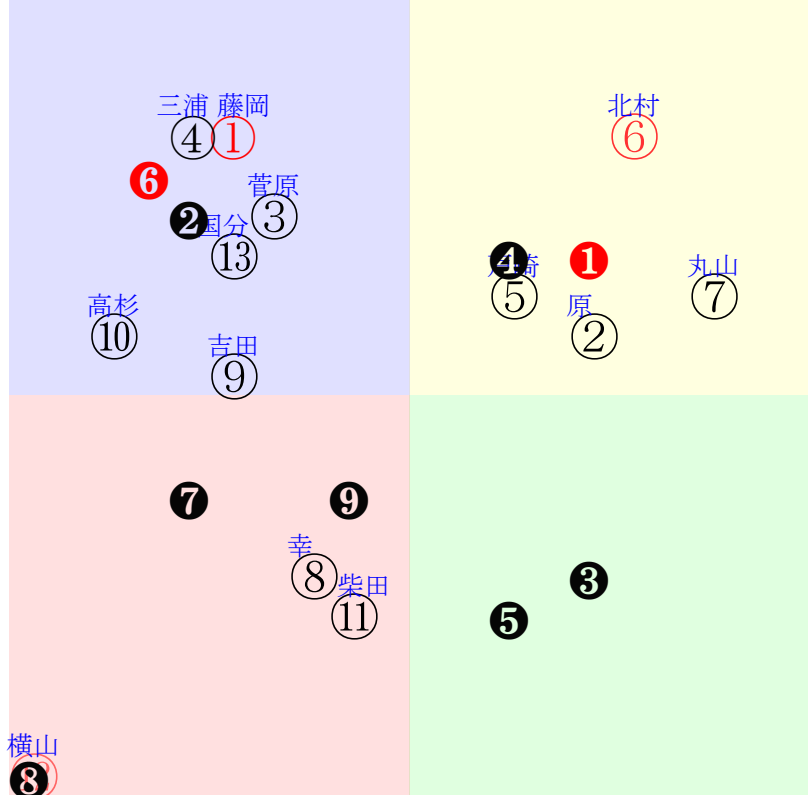 三浦 藤岡 北村
④ ① ⑥
❻ 菅原
❷ 国分 ③
⑬ ❹ ❶ 丸山
⑤ ⑦
高杉 原
⑩ 吉田 ②
⑨
❼ ❾
幸
⑧ 柴田 ❸
⑪ ❺
横山
❽